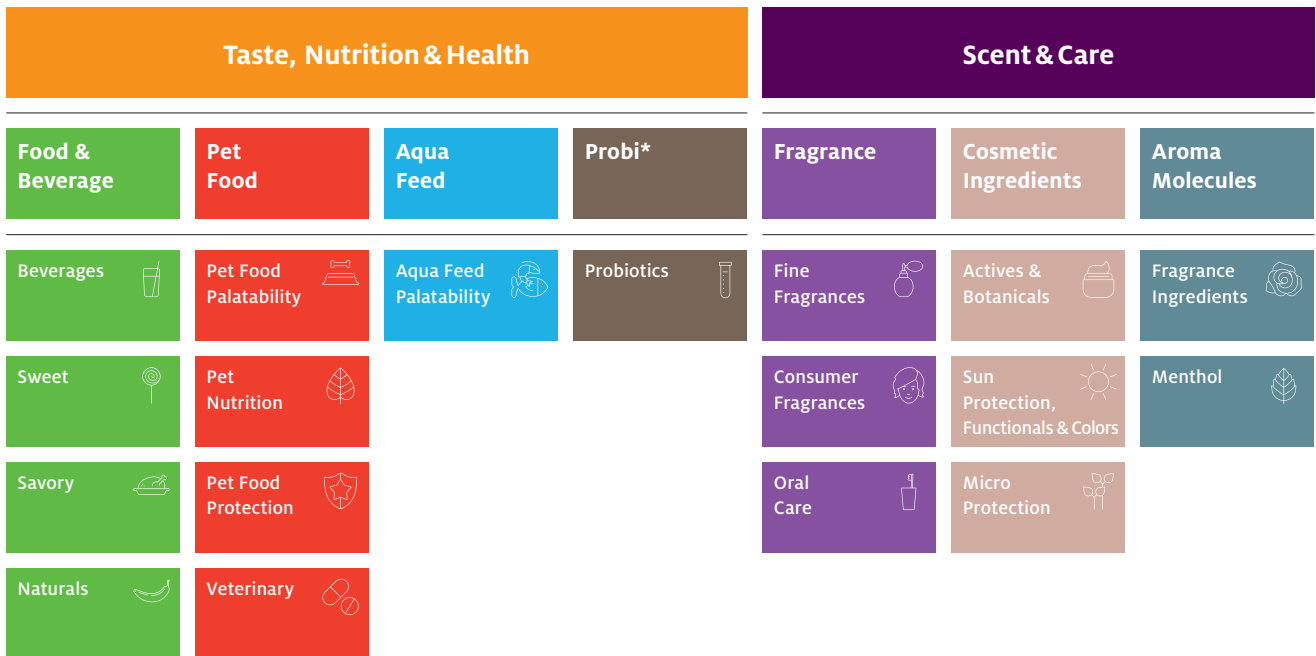 Taste, Nutrition & Health
Scent & Care
Food &
Beverage
Pet
Food
Aqua
Feed
Probi*
Fragrance
Cosmetic
Ingredients
Aroma
Molecules
Beverages
Pet Food
Palatability
Aqua Feed
Palatability
Probiotics
Fine
Fragrances
Actives &
Botanicals
Fragrance
Ingredients
Sweet
Pet
Nutrition
Consumer
Fragrances
Sun
Protection,
Functionals & Colors
Menthol
Savory
Pet Food
Protection
Oral
Care
Micro
Protection
Naturals
Veterinary